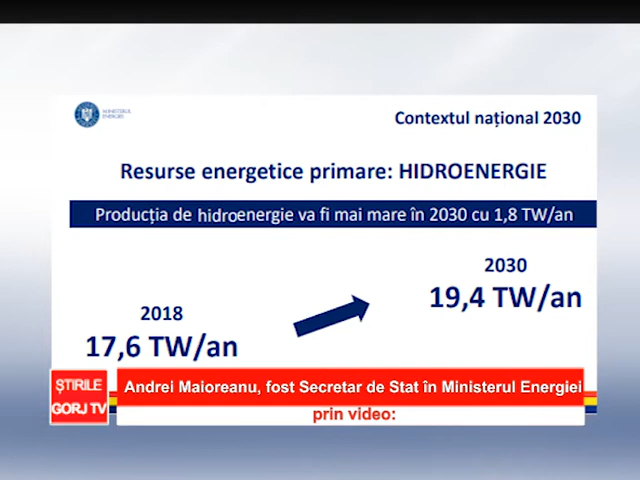 MINISTERUL
ENERGIEI
Contextul național 2030
Resurse energetice primare: HIDROENERGIE
Producția de hidroenergie va fi mai mare în 2030 cu 1,8 TW/an
2030
19,4 TW/an
2018
17,6 TW/an
ȘTIRILE
GORJ TV
Andrei Maioreanu, fost Secretar de Stat în Ministerul Energiei
prin video: